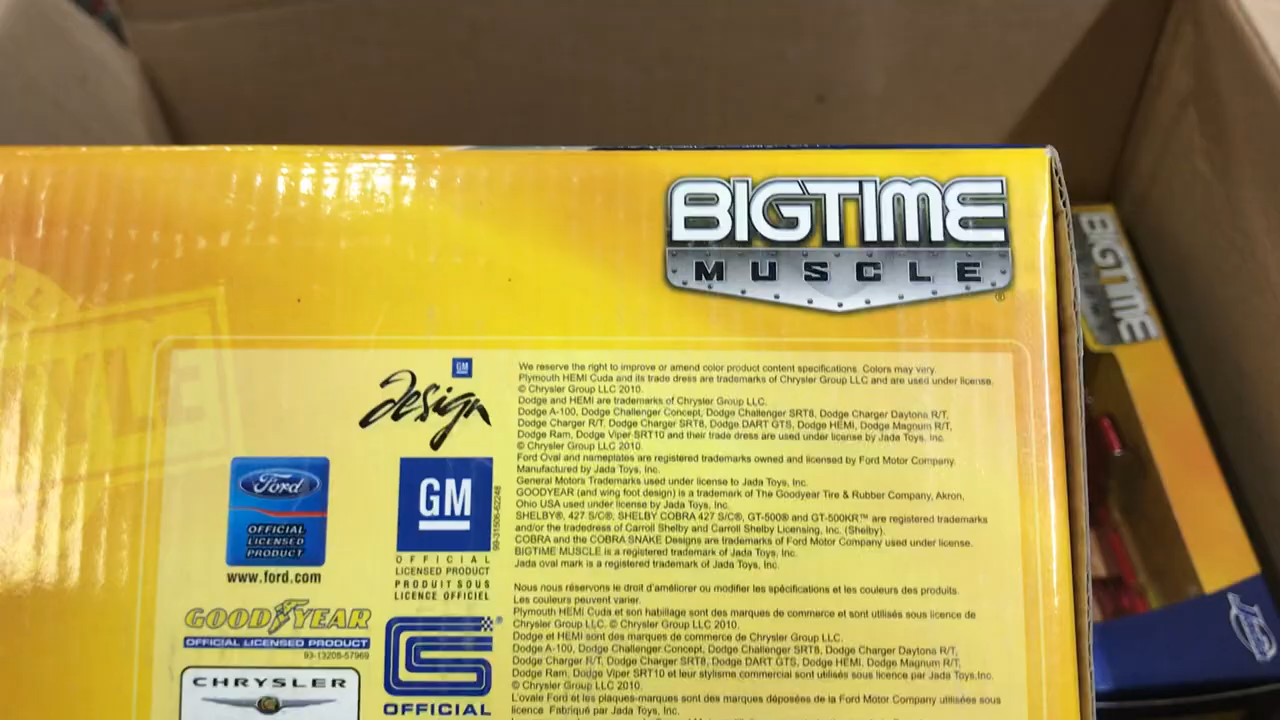 BIGTIME
MUSCLE
®
GM
design
Ford
OFFICIAL
LICENSED
PRODUCT
www.ford.com
GM
OFFICIAL
LICENSED PRODUCT
PRODUIT SOUS
LICENCE OFFICIEL
GOODYEAR
OFFICIAL LICENSED PRODUCT
CHRYSLER
®
OFFICIAL
We reserve the right to improve or amend color product content specifications. Colors may vary.
Plymouth HEMI Cuda and its trade dress are trademarks of Chrysler Group LLC and are used under license.
© Chrysler Group LLC 2010.
Dodge and HEMI are trademarks of Chrysler Group LLC.
Dodge A-100, Dodge Challenger Concept, Dodge Challenger SRT8, Dodge Charger Daytona R/T,
Dodge Charger R/T, Dodge Charger SRT8, Dodge DART GTS, Dodge HEMI, Dodge Magnum R/T,
Dodge Ram, Dodge Viper SRT10 and their trade dress are used under license by Jada Toys, Inc.
© Chrysler Group LLC 2010.
Ford Oval and nameplates are registered trademarks owned and licensed by Ford Motor Company.
Manufactured by Jada Toys, Inc.
General Motors Trademarks used under license to Jada Toys, Inc.
GOODYEAR (and wing foot design) is a trademark of The Goodyear Tire & Rubber Company, Akron,
Ohio USA used under license by Jada Toys, Inc.
SHELBY®, 427 S/C®, SHELBY COBRA 427 S/C®, GT-500® and GT-500KR™ are registered trademarks
and/or the tradedress of Carroll Shelby and Carroll Shelby Licensing, Inc. (Shelby).
COBRA and the COBRA SNAKE Designs are trademarks of Ford Motor Company used under license.
BIGTIME MUSCLE is a registered trademark of Jada Toys, Inc.
Jada oval mark is a registered trademark of Jada Toys, Inc.
Nous nous réservons le droit d'améliorer ou modifier les spécifications et les couleurs des produits.
Les couleurs peuvent varier.
Plymouth HEMI Cuda et son habillage sont des marques de commerce et sont utilisés sous licence de
Chrysler Group LLC. © Chrysler Group LLC 2010.
Dodge et HEMI sont des marques de commerce de Chrysler Group LLC.
Dodge A-100, Dodge Challenger Concept, Dodge Challenger SRT8, Dodge Charger Daytona R/T,
Dodge Charger R/T, Dodge Charger SRT8, Dodge DART GTS, Dodge HEMI, Dodge Magnum R/T,
Dodge Ram, Dodge Viper SRT10 et leur stylisme commercial sont utilisés sous licence par Jada Toys,Inc.
© Chrysler Group LLC 2010.
L'ovale Ford et les plaques-marques sont des marques déposées de la Ford Motor Company utilisées sous
licence Fabriqué par Jada Toys, Inc.
BIGTIME
Jada